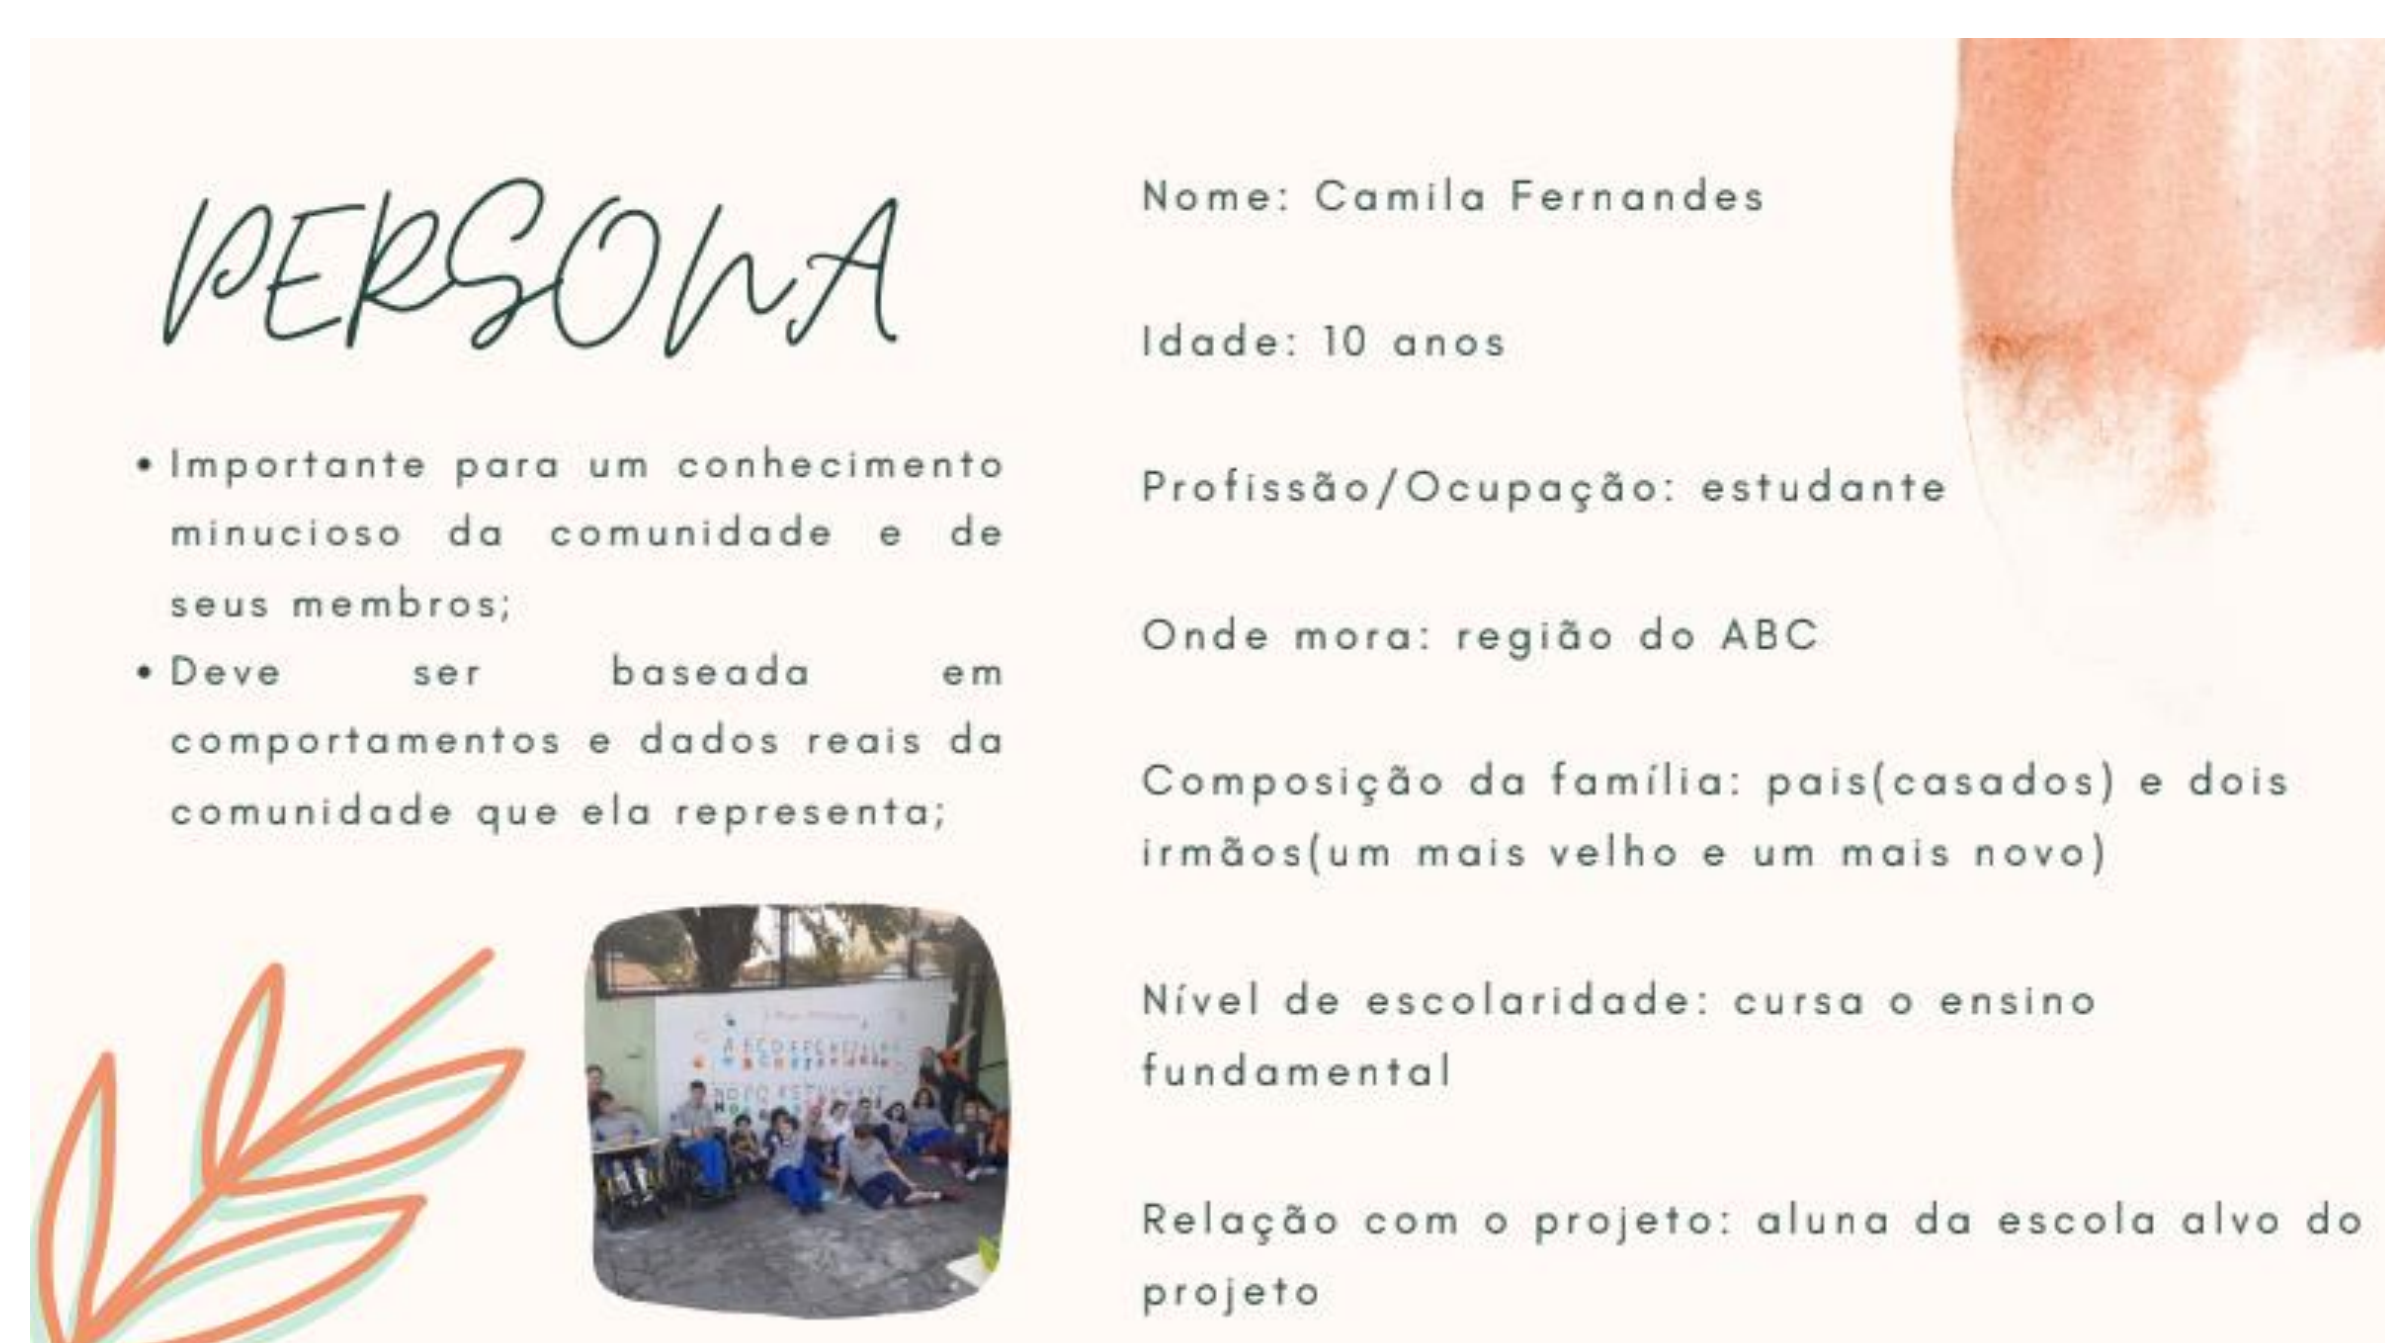 PERSONA
• Importante para um conhecimento
minucioso da comunidade e de
seus membros;
• Deve ser baseada em
comportamentos e dados reais da
comunidade que ela representa;
Nome: Camila Fernandes
Idade: 10 anos
Profissão/Ocupação: estudante
Onde mora: região do ABC
Composição da família: pais(casados) e dois
irmãos(um mais velho e um mais novo)
Nível de escolaridade: cursa o ensino
fundamental
Relação com o projeto: aluna da escola alvo do
projeto